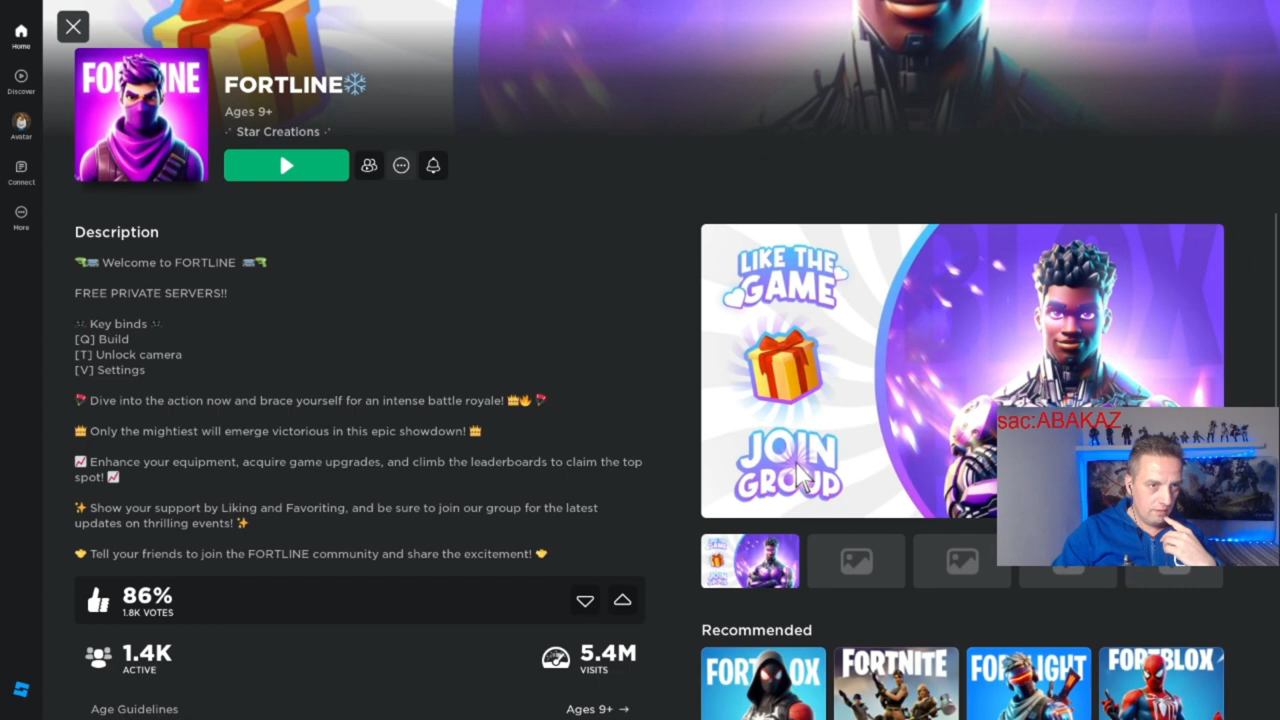 Home
Discover
Avatar
Connect
More
FORTLINE
FORTLINE❄️
Ages 9+
Star Creations
Description
Welcome to FORTLINE
FREE PRIVATE SERVERS!!
Key binds
[Q] Build
[T] Unlock camera
[V] Settings
Dive into the action now and brace yourself for an intense battle royale!
Only the mightiest will emerge victorious in this epic showdown!
Enhance your equipment, acquire game upgrades, and climb the leaderboards to claim the top
spot!
Show your support by Liking and Favoriting, and be sure to join our group for the latest
updates on thrilling events!
Tell your friends to join the FORTLINE community and share the excitement!
86%
1.8K VOTES
1.4K
ACTIVE
5.4M
VISITS
Age Guidelines
Ages 9+ →
LIKE THE
GAME
JOIN
GROUP
BLOX
sac:ABAKAZ
Recommended
FORTBLOX
FORTNITE
FORTBLOX